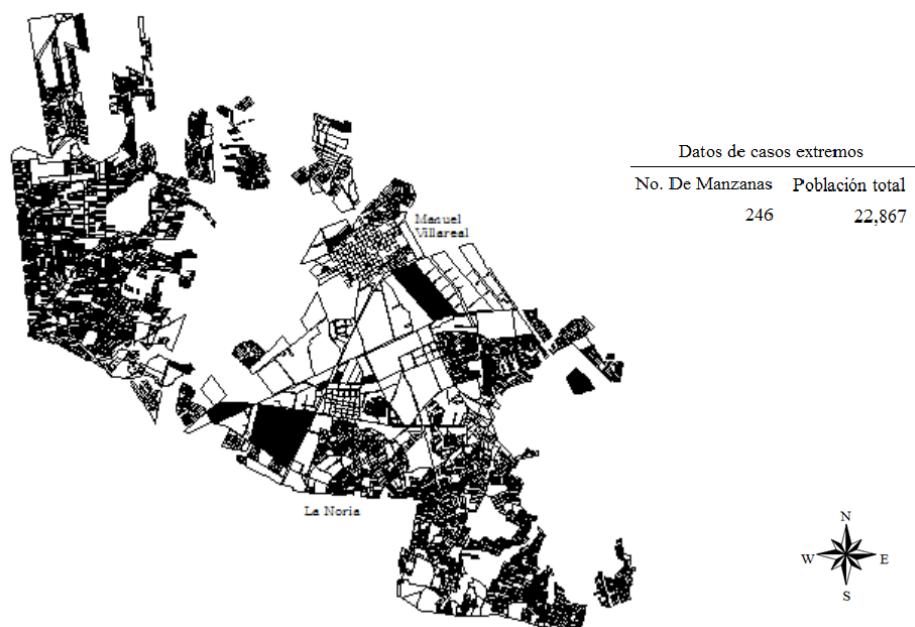 Datos de casos extremos
No. De Manzanas Población total
246 22,867
Manuel
Villareal
La Noria
N
W E
S